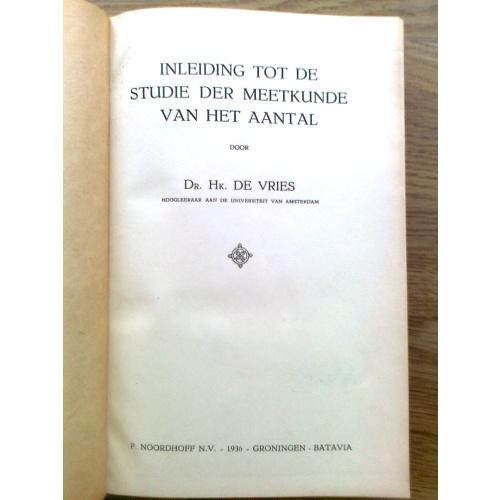 INLEIDING TOT DE
STUDIE DER MEETKUNDE
VAN HET AANTAL
DOOR
DR. HK. DE VRIES
HOOGLEERAAR AAN DE UNIVERSITEIT VAN AMSTERDAM
P. NOORDHOFF N.V. - 1936 - GRONINGEN - BATAVIA